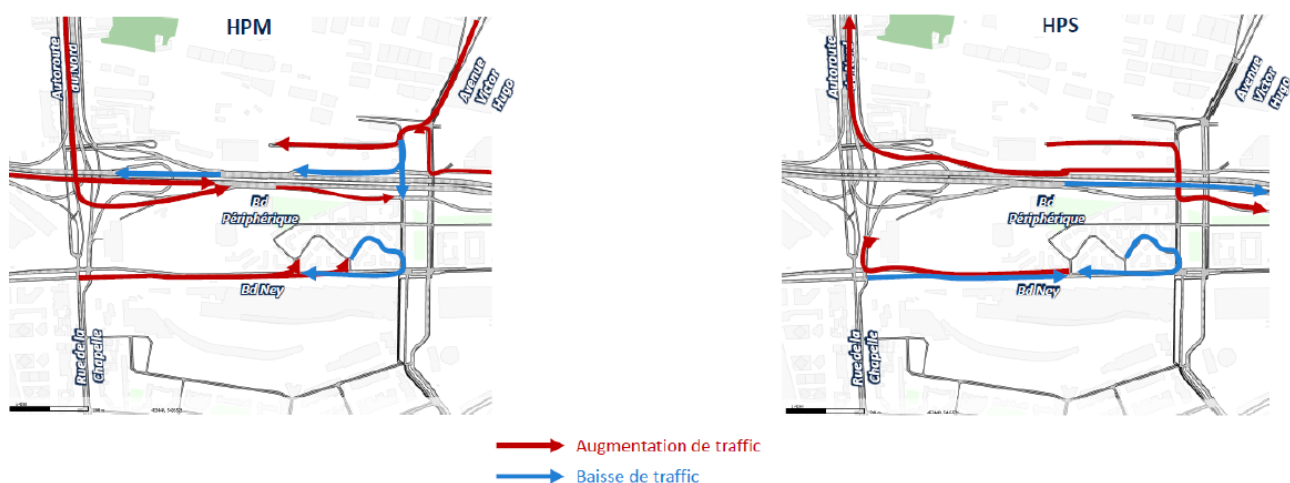 HPM
Autoroute
du Nord
Avenue
Victor
Hugo
Bd
Périphérique
Bd Ney
Rue de la
Chapelle
HPS
Autoroute
Avenue
Victor
Hugo
Bd
Périphérique
Bd Ney
Rue de la
Chapelle
Augmentation de traffic
Baisse de traffic